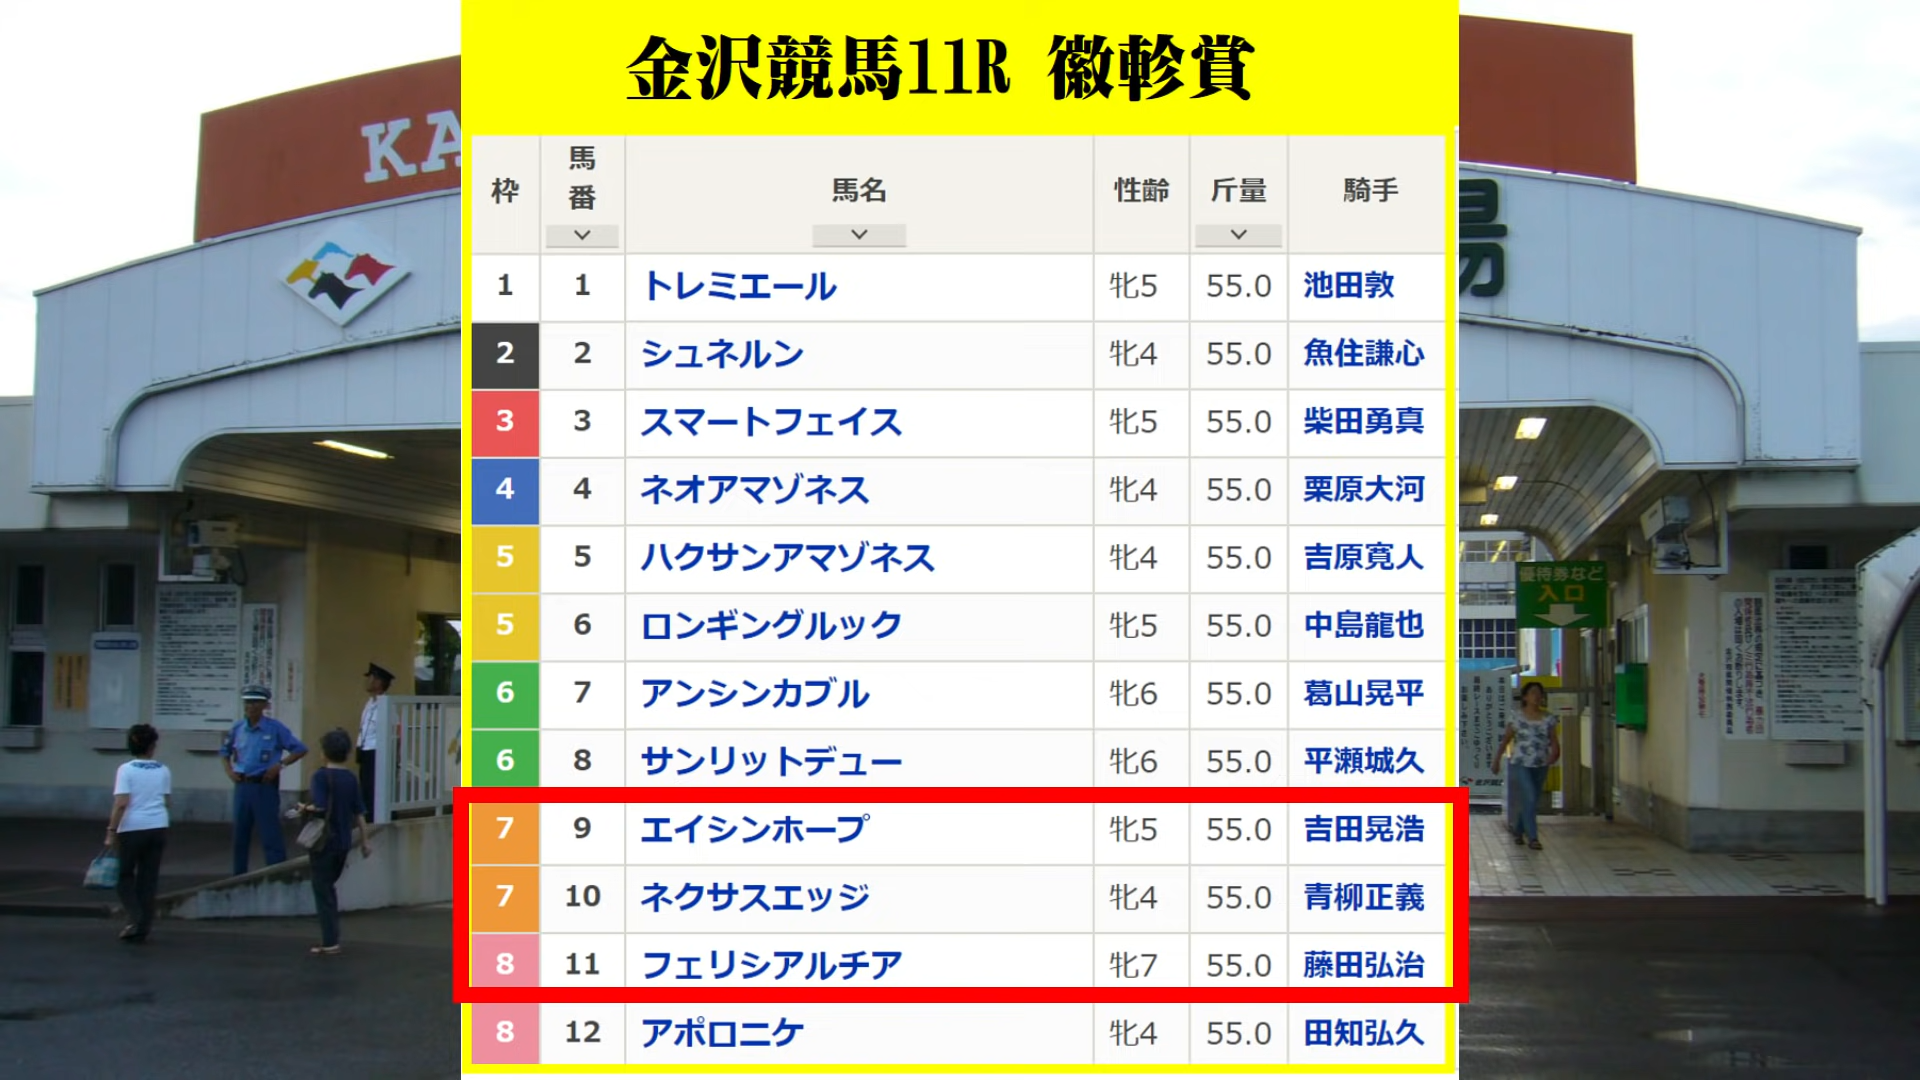 金沢競馬11R 徽軫賞
KA
場
枠 馬番 馬名 性齢 斤量 騎手
1 1 トレミエール 牝5 55.0 池田敦
2 2 シュネルン 牝4 55.0 魚住謙心
3 3 スマートフェイス 牝5 55.0 柴田勇真
4 4 ネオアマゾネス 牝4 55.0 栗原大河
5 5 ハクサンアマゾネス 牝4 55.0 吉原寛人
5 6 ロンギングルック 牝5 55.0 中島龍也
6 7 アンシンカブル 牝6 55.0 葛山晃平
6 8 サンリットデュー 牝6 55.0 平瀬城久
7 9 エイシンホープ 牝5 55.0 吉田晃浩
7 10 ネクサスエッジ 牝4 55.0 青柳正義
8 11 フェリシアルチア 牝7 55.0 藤田弘治
8 12 アポロニケ 牝4 55.0 田知弘久
優待券など
入口